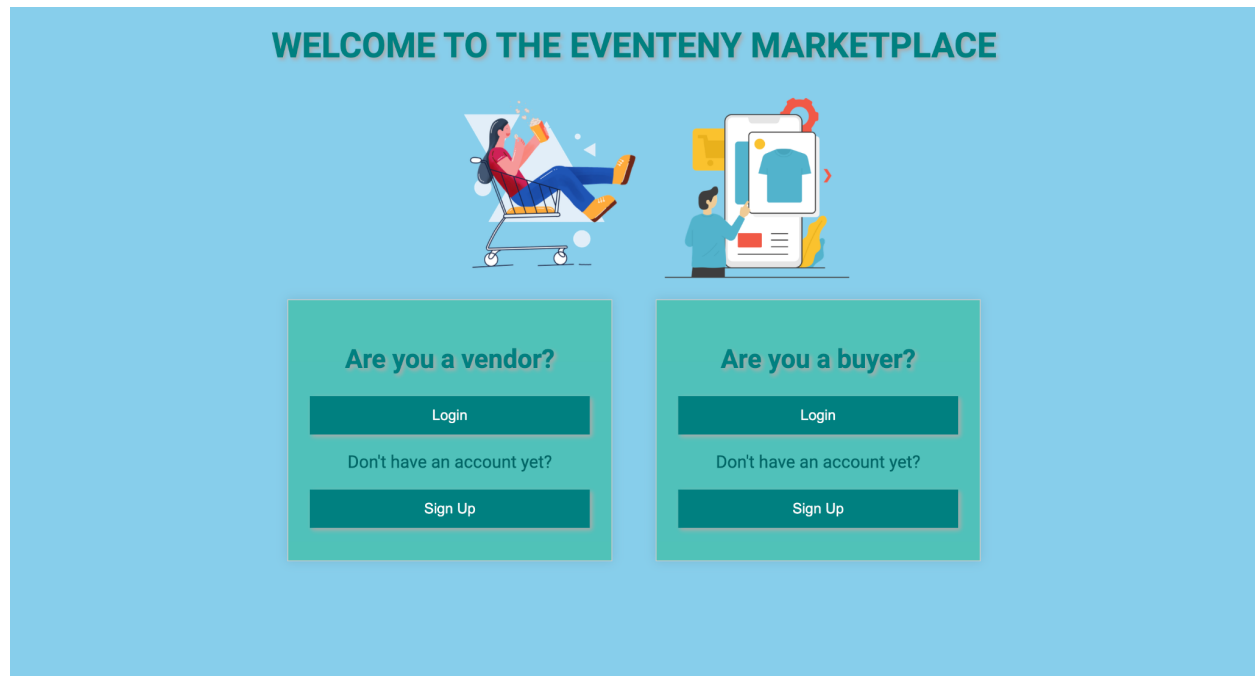 WELCOME TO THE EVENTENY MARKETPLACE
Are you a vendor?
Login
Don't have an account yet?
Sign Up
Are you a buyer?
Login
Don't have an account yet?
Sign Up